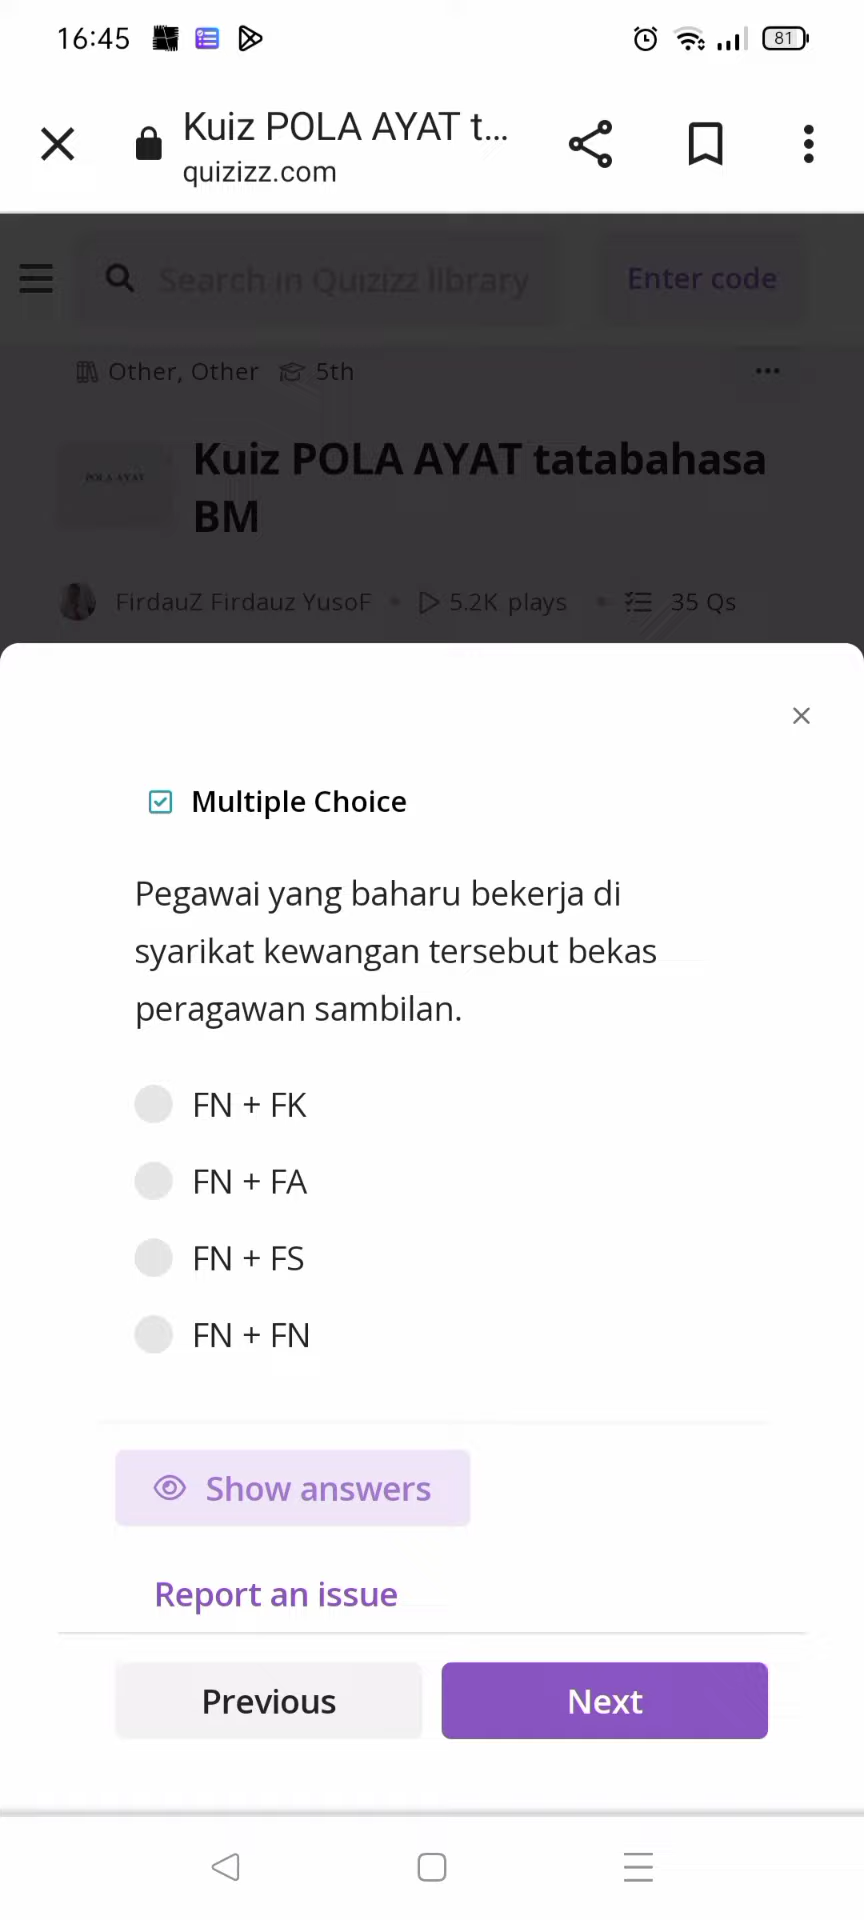 16:45
81
Kuiz POLA AYAT t...
quizizz.com
Search in Quizizz library
Enter code
Other, Other 5th
POLA AYAT
Kuiz POLA AYAT tatabahasa
BM
FirdauZ Firdauz YusoF • 5.2K plays • 35 Qs
Multiple Choice
Pegawai yang baharu bekerja di
syarikat kewangan tersebut bekas
peragawan sambilan.
FN + FK
FN + FA
FN + FS
FN + FN
Show answers
Report an issue
Previous
Next